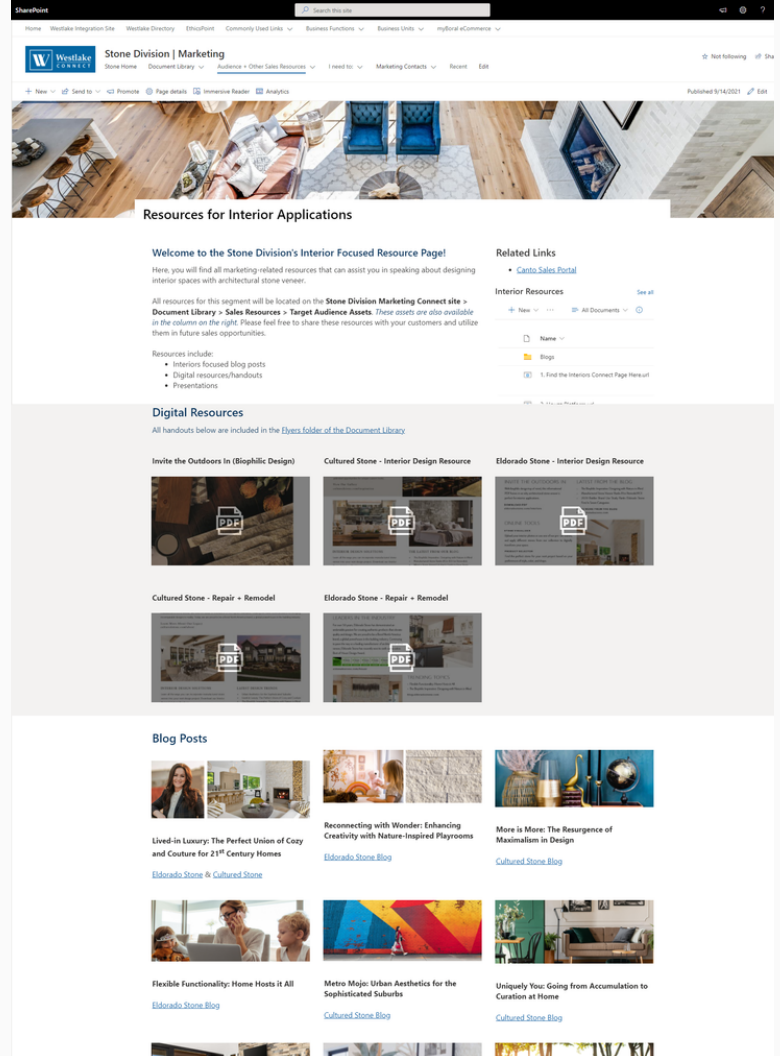 SharePoint
Search this site
?
Home Westlake Integration Site Westlake Directory EthicsPoint Commonly Used Links Business Functions Business Units myBoral eCommerce
W Westlake CONNECT
Stone Division | Marketing
Stone Home Document Library Audience + Other Sales Resources I need to: Marketing Contacts Recent Edit
Not following Sha
+ New Send to Promote Page details Immersive Reader Analytics
Published 9/14/2021 Edit
Resources for Interior Applications
Welcome to the Stone Division's Interior Focused Resource Page!
Here, you will find all marketing-related resources that can assist you in speaking about designing
interior spaces with architectural stone veneer.
All resources for this segment will be located on the Stone Division Marketing Connect site >
Document Library > Sales Resources > Target Audience Assets. These assets are also available
in the column on the right. Please feel free to share these resources with your customers and utilize
them in future sales opportunities.
Resources include:
• Interiors focused blog posts
• Digital resources/handouts
• Presentations
Related Links
• Canto Sales Portal
Interior Resources See all
+ New ... All Documents
Name
Blogs
1. Find the Interiors Connect Page Here.url
Digital Resources
All handouts below are included in the Flyers folder of the Document Library
Invite the Outdoors In (Biophilic Design)
Cultured Stone - Interior Design Resource
Eldorado Stone - Interior Design Resource
PDF
PDF
PDF
Cultured Stone - Repair + Remodel
Eldorado Stone - Repair + Remodel
PDF
PDF
Blog Posts
Lived-in Luxury: The Perfect Union of Cozy
and Couture for 21st Century Homes
Eldorado Stone & Cultured Stone
Reconnecting with Wonder: Enhancing
Creativity with Nature-Inspired Playrooms
Eldorado Stone Blog
More is More: The Resurgence of
Maximalism in Design
Cultured Stone Blog
Flexible Functionality: Home Hosts it All
Eldorado Stone Blog
Metro Mojo: Urban Aesthetics for the
Sophisticated Suburbs
Cultured Stone Blog
Uniquely You: Going from Accumulation to
Curation at Home
Cultured Stone Blog